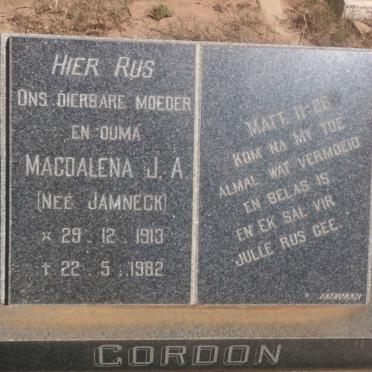 HIER RUS
ONS DIERBARE MOEDER
EN OUMA
MAGDALENA J. A.
(NEE JAMNECK)
* 29. 12. 1913
† 22. 5. 1982
MATT. 11-28
KOM NA MY TOE
ALMAL WAT VERMOEID
EN BELAS IS
EN EK SAL VIR
JULLE RUS GEE.
GORDON